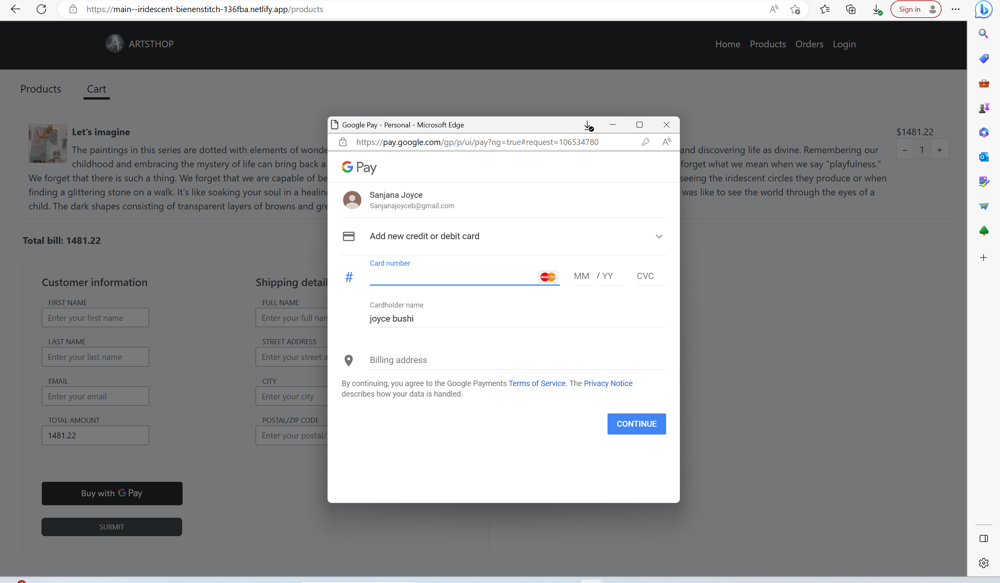 https://main--iridescent-bienenstitch-136fba.netlify.app/products
Sign in
ARTSTHOP
Home Products Orders Login
Products Cart
Let's imagine
$1481.22
The paintings in this series are dotted with elements of wonde
and discovering life as divine. Remembering our
− 1 +
childhood and embracing the mystery of life can bring back a
forget what we mean when we say "playfulness."
We forget that there is such a thing. We forget that we are capable of be
seeing the iridescent circles they produce or when
finding a glittering stone on a walk. It’s like soaking your soul in a healing
was like to see the world through the eyes of a
child. The dark shapes consisting of transparent layers of browns and gre
Total bill: 1481.22
Customer information
FIRST NAME
Enter your first name
LAST NAME
Enter your last name
EMAIL
Enter your email
TOTAL AMOUNT
1481.22
Shipping detail
FULL NAME
Enter your full nam
STREET ADDRESS
Enter your street a
CITY
Enter your city
POSTAL/ZIP CODE
Enter your postal/
Buy with G Pay
SUBMIT
Google Pay - Personal - Microsoft Edge
https://pay.google.com/gp/p/ui/pay?ng=true#request=106534780
G Pay
Sanjana Joyce
Sanjanajoyceb@gmail.com
Add new credit or debit card
Card number
# MasterCard MM / YY CVC
Cardholder name
joyce bushi
Billing address
By continuing, you agree to the Google Payments Terms of Service. The Privacy Notice
describes how your data is handled.
CONTINUE